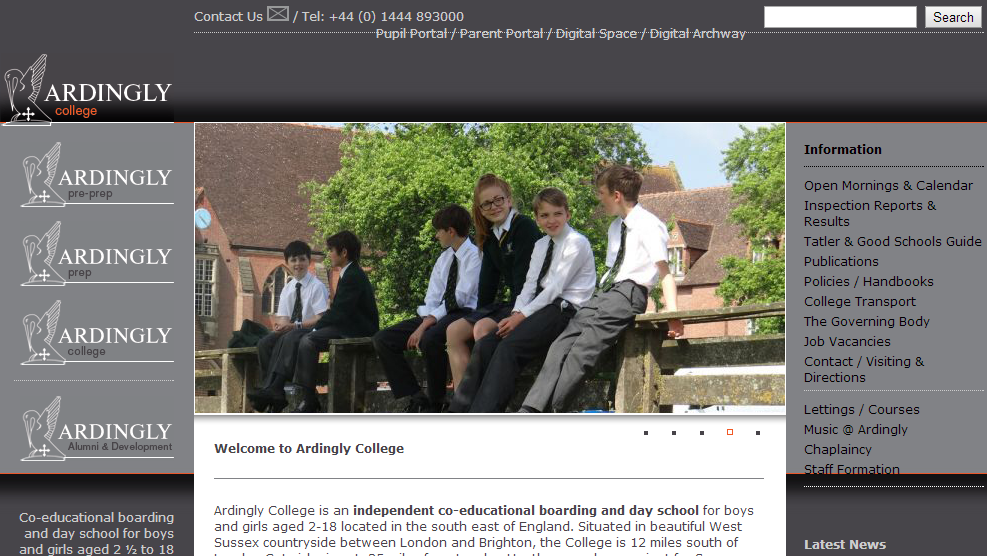 Contact Us / Tel: +44 (0) 1444 893000
Search
Pupil Portal / Parent Portal / Digital Space / Digital Archway
ARDINGLY
college
ARDINGLY
pre-prep
ARDINGLY
prep
ARDINGLY
college
ARDINGLY
Alumni & Development
Co-educational boarding
and day school for boys
and girls aged 2 ½ to 18
Welcome to Ardingly College
Ardingly College is an independent co-educational boarding and day school for boys
and girls aged 2-18 located in the south east of England. Situated in beautiful West
Sussex countryside between London and Brighton, the College is 12 miles south of
Information
Open Mornings & Calendar
Inspection Reports &
Results
Tatler & Good Schools Guide
Publications
Policies / Handbooks
College Transport
The Governing Body
Job Vacancies
Contact / Visiting &
Directions
Lettings / Courses
Music @ Ardingly
Chaplaincy
Staff Formation
Latest News